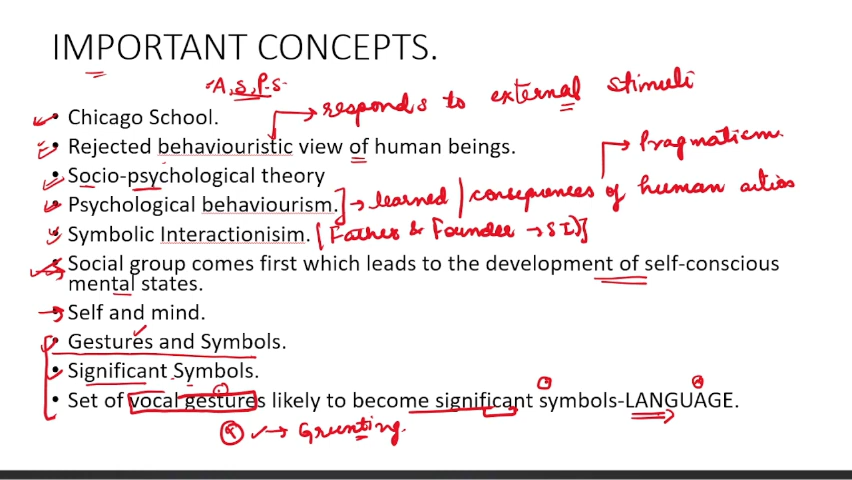 IMPORTANT CONCEPTS.
A, S, P.S
• Chicago School.
→ responds to external stimuli
• Rejected behaviouristic view of human beings.
→ Pragmatism.
• Socio-psychological theory
• Psychological behaviourism. ] → learned / consequences of human action
• Symbolic Interactionisim. [Father & Founder → SI)]
• Social group comes first which leads to the development of self-conscious
mental states.
• Self and mind.
• Gestures and Symbols.
• Significant Symbols.
• Set of vocal gestures likely to become significant symbols-LANGUAGE.
→ Grunting.